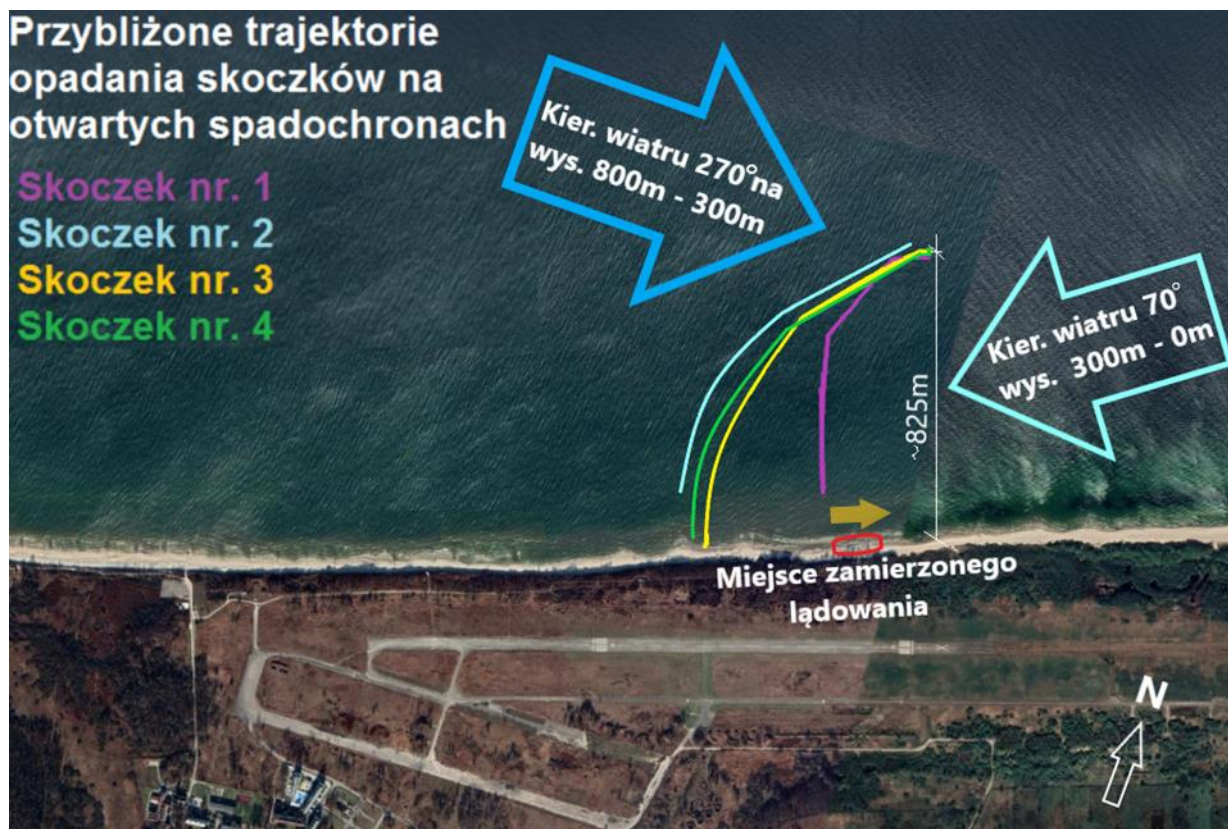 Przybliżone trajektorie
opadania skoczków na
otwartych spadochronach
Skoczek nr. 1
Skoczek nr. 2
Skoczek nr. 3
Skoczek nr. 4
Kier. wiatru 270° na
wys. 800m - 300m
Kier. wiatru 70°
wys. 300m - 0m
~825m
Miejsce zamierzonego
lądowania
N